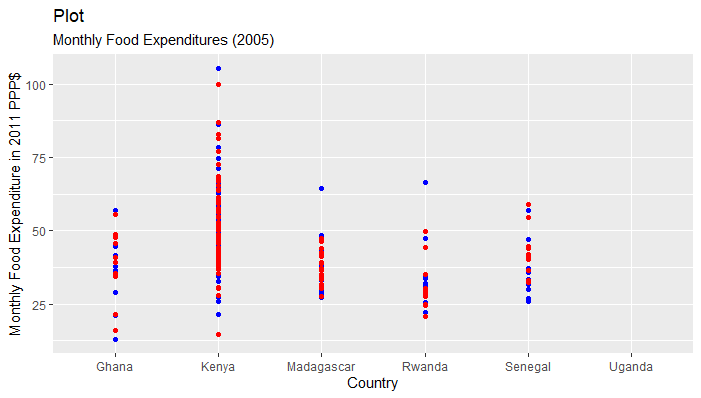 Plot
Monthly Food Expenditures (2005)
Monthly Food Expenditure in 2011 PPP$
100
75
50
25
Ghana Kenya Madagascar Rwanda Senegal Uganda
Country